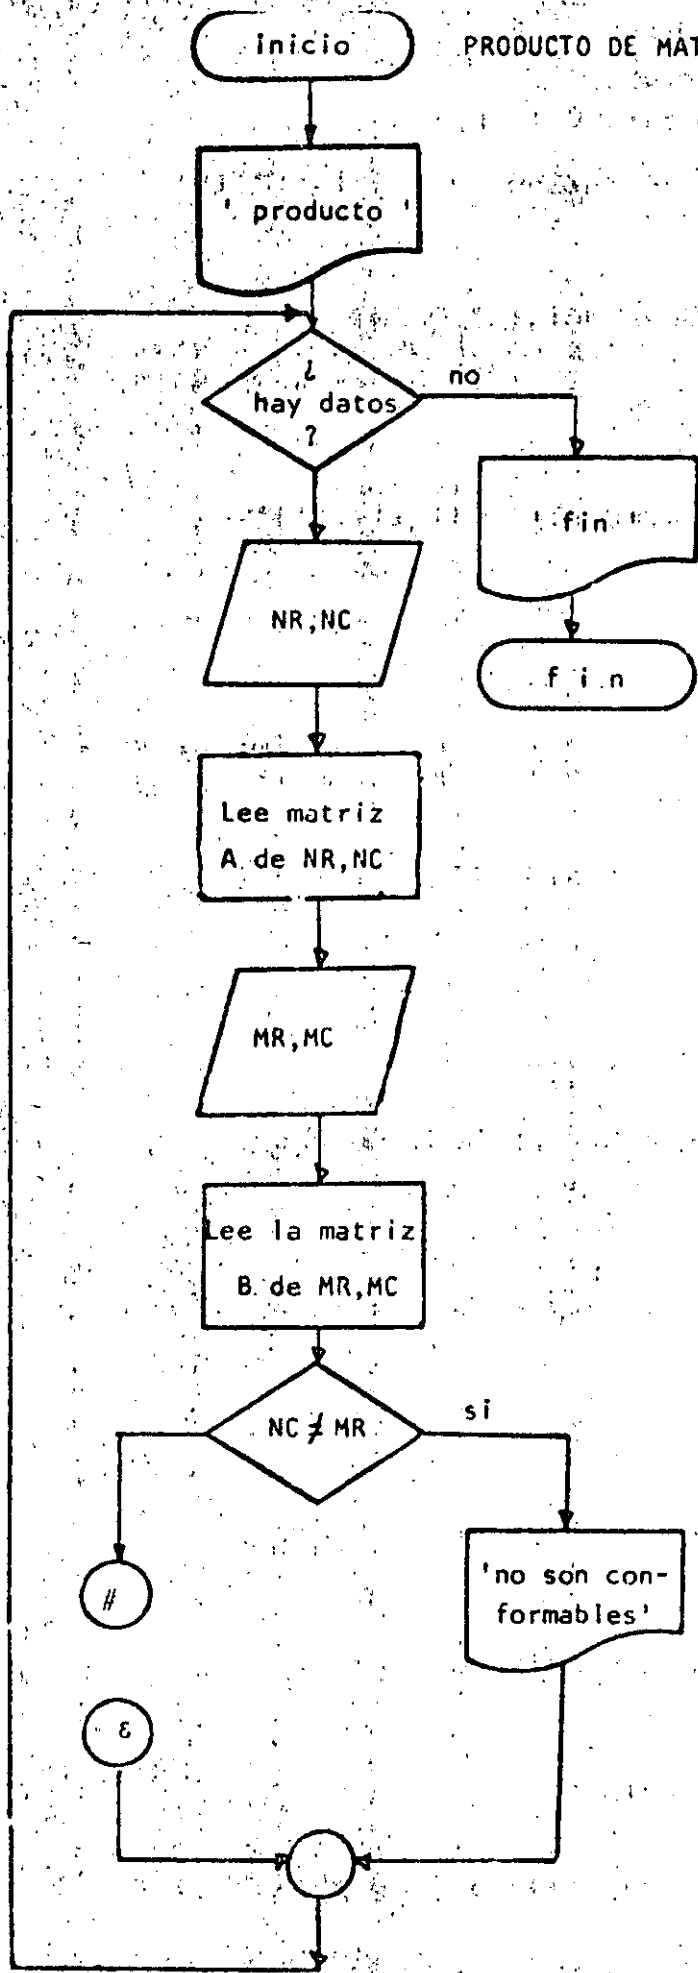 inicio
PRODUCTO DE MAT
' producto '
¿
hay datos
?
no
' fin '
f i n
NR,NC
Lee matriz
A de NR,NC
MR,MC
Lee la matriz
B de MR,MC
NC ≠ MR
si
'no son con-
formables'
#
ε